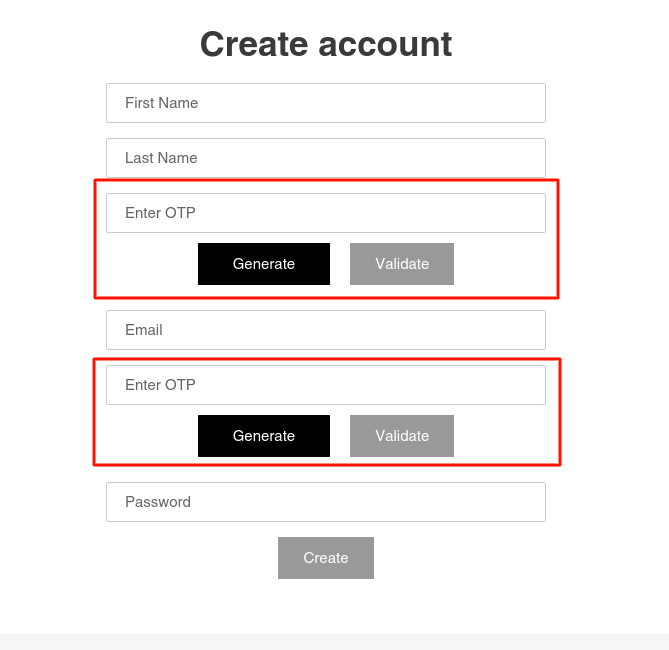 Create account
First Name
Last Name
Enter OTP
Generate Validate
Email
Enter OTP
Generate Validate
Password
Create